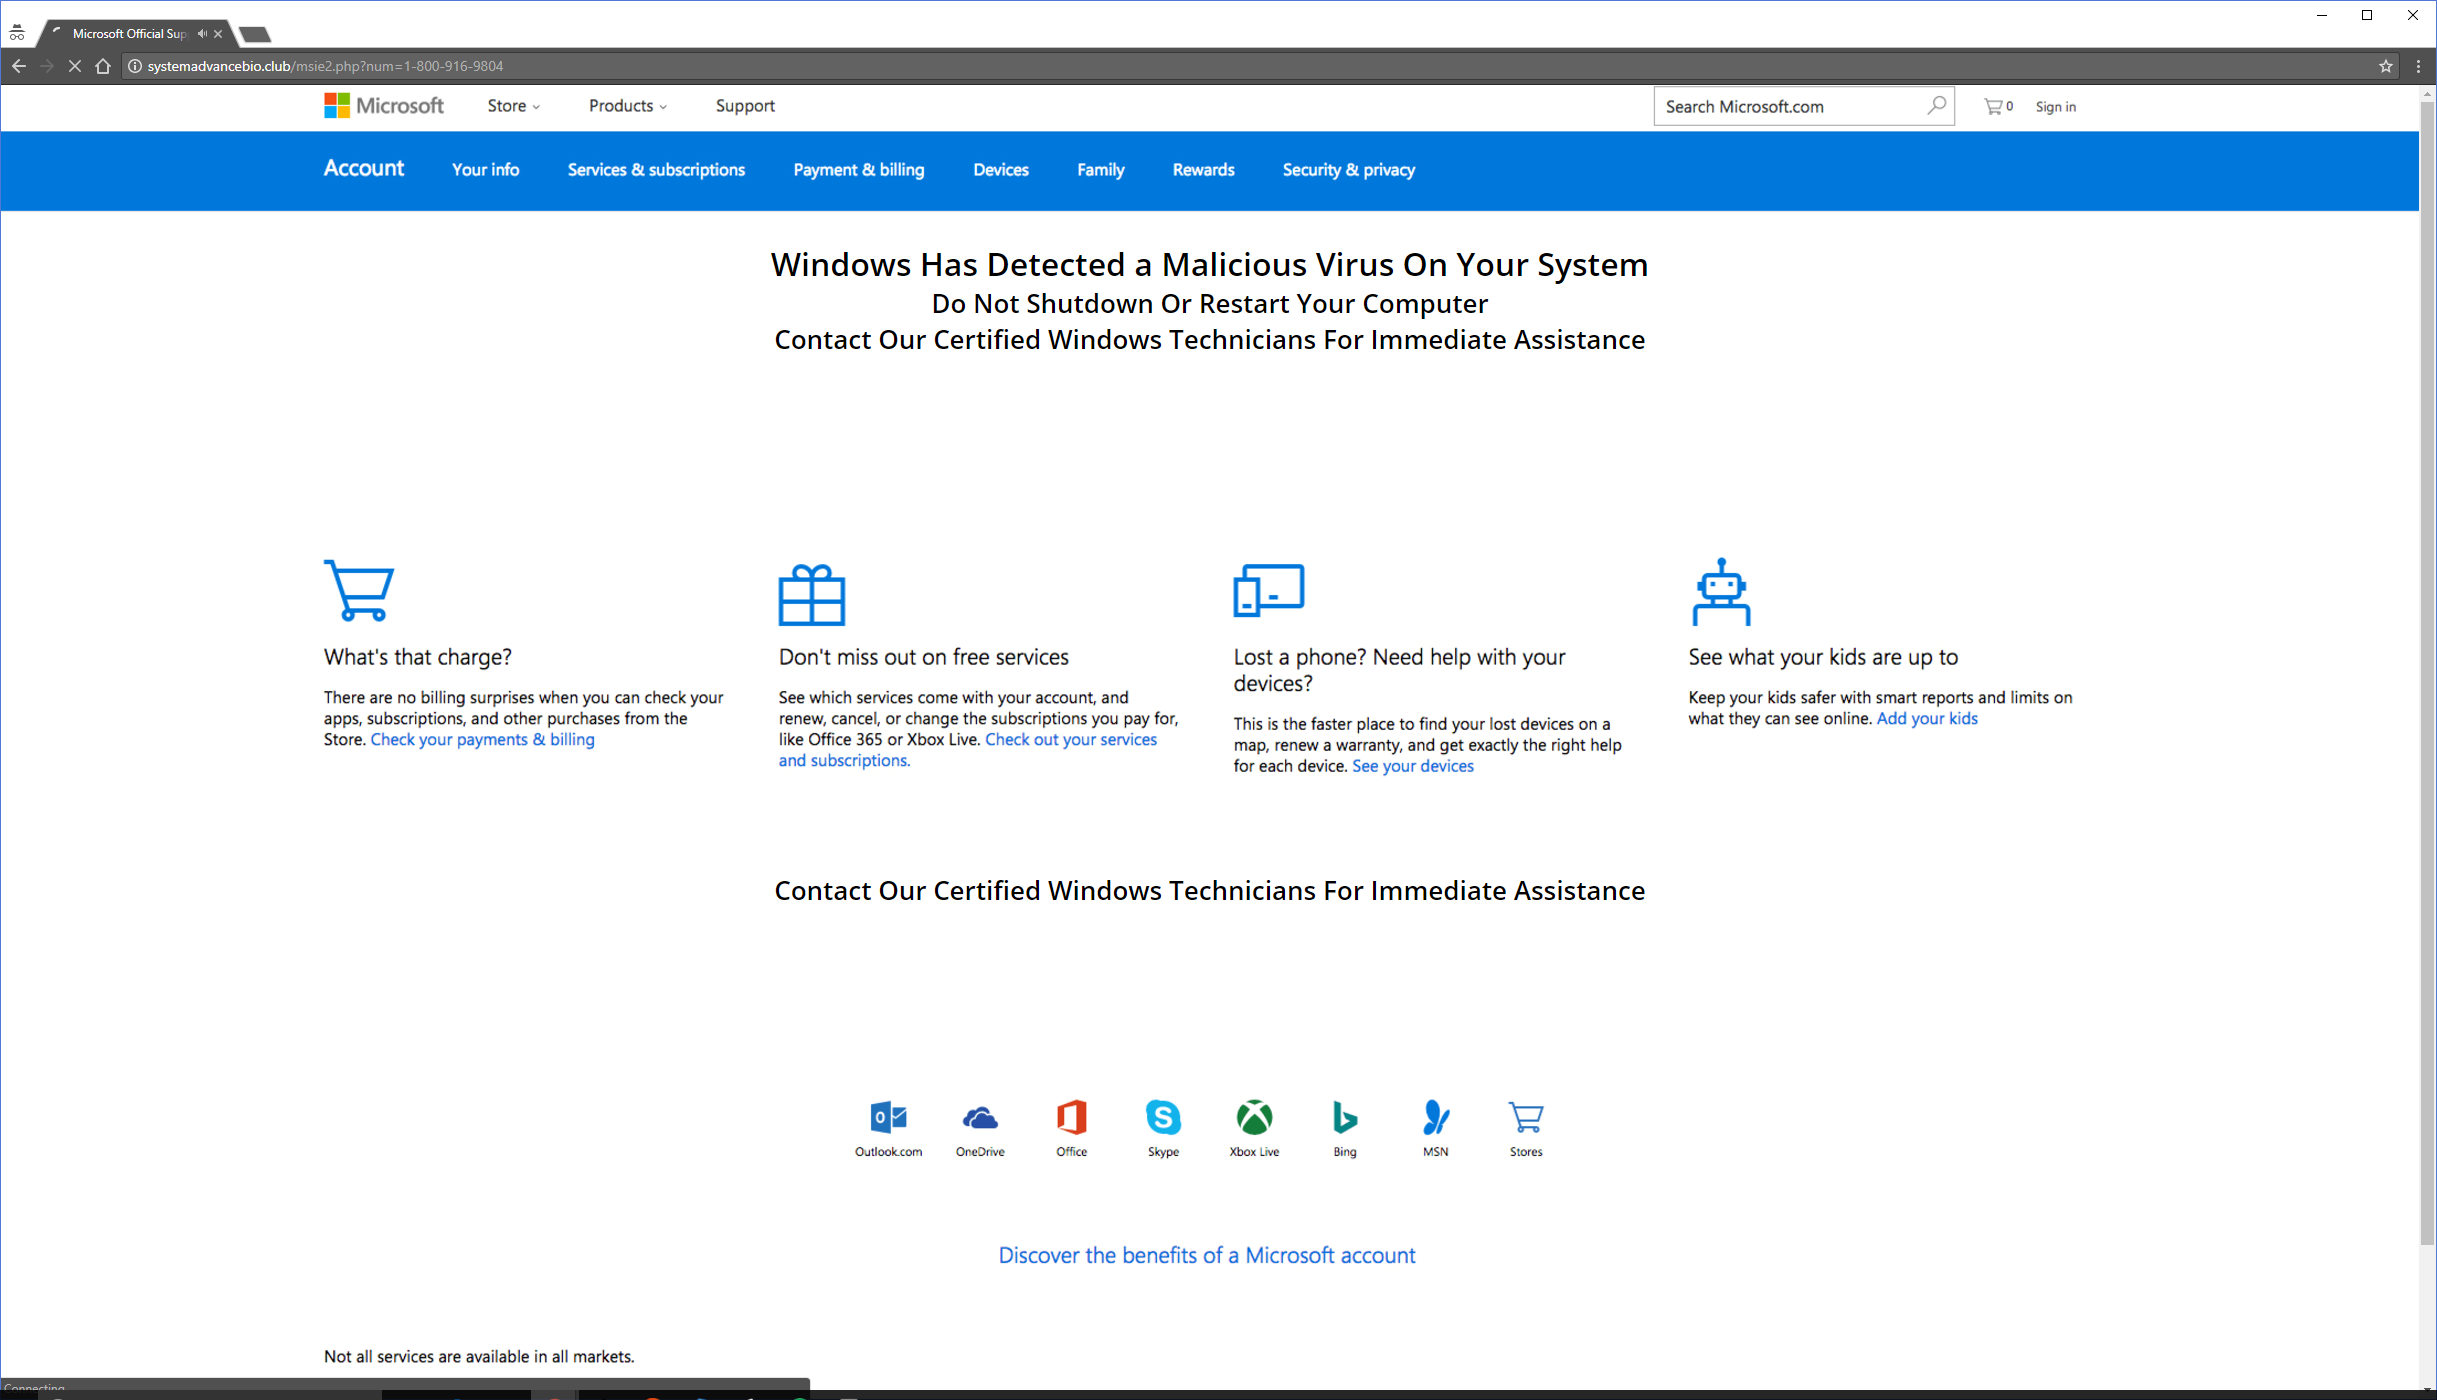 Microsoft Official Sup
systemadvancebio.club/msie2.php?num=1-800-916-9804
Microsoft
Store
Products
Support
Search Microsoft.com
0
Sign in
Account
Your info
Services & subscriptions
Payment & billing
Devices
Family
Rewards
Security & privacy
Windows Has Detected a Malicious Virus On Your System
Do Not Shutdown Or Restart Your Computer
Contact Our Certified Windows Technicians For Immediate Assistance
What's that charge?
There are no billing surprises when you can check your
apps, subscriptions, and other purchases from the
Store. Check your payments & billing
Don't miss out on free services
See which services come with your account, and
renew, cancel, or change the subscriptions you pay for,
like Office 365 or Xbox Live. Check out your services
and subscriptions.
Lost a phone? Need help with your
devices?
This is the faster place to find your lost devices on a
map, renew a warranty, and get exactly the right help
for each device. See your devices
See what your kids are up to
Keep your kids safer with smart reports and limits on
what they can see online. Add your kids
Contact Our Certified Windows Technicians For Immediate Assistance
Outlook.com
OneDrive
Office
Skype
Xbox Live
Bing
MSN
Stores
Discover the benefits of a Microsoft account
Not all services are available in all markets.
Connecting